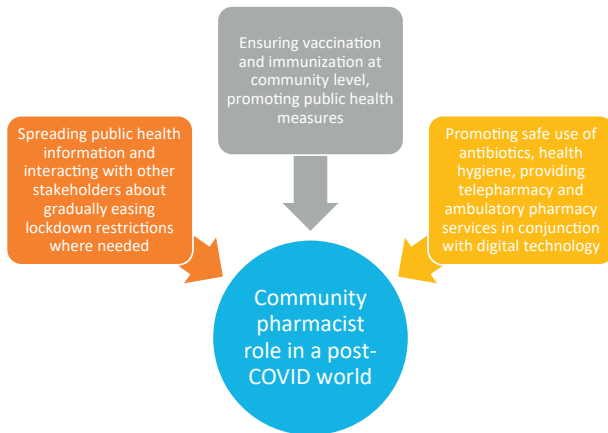 Ensuring vaccination
and immunization at
community level,
promoting public health
measures
Spreading public health
information and
interacting with other
stakeholders about
gradually easing
lockdown restrictions
where needed
Promoting safe use of
antibiotics, health
hygiene, providing
telepharmacy and
ambulatory pharmacy
services in conjunction
with digital technology
Community
pharmacist
role in a post-
COVID world